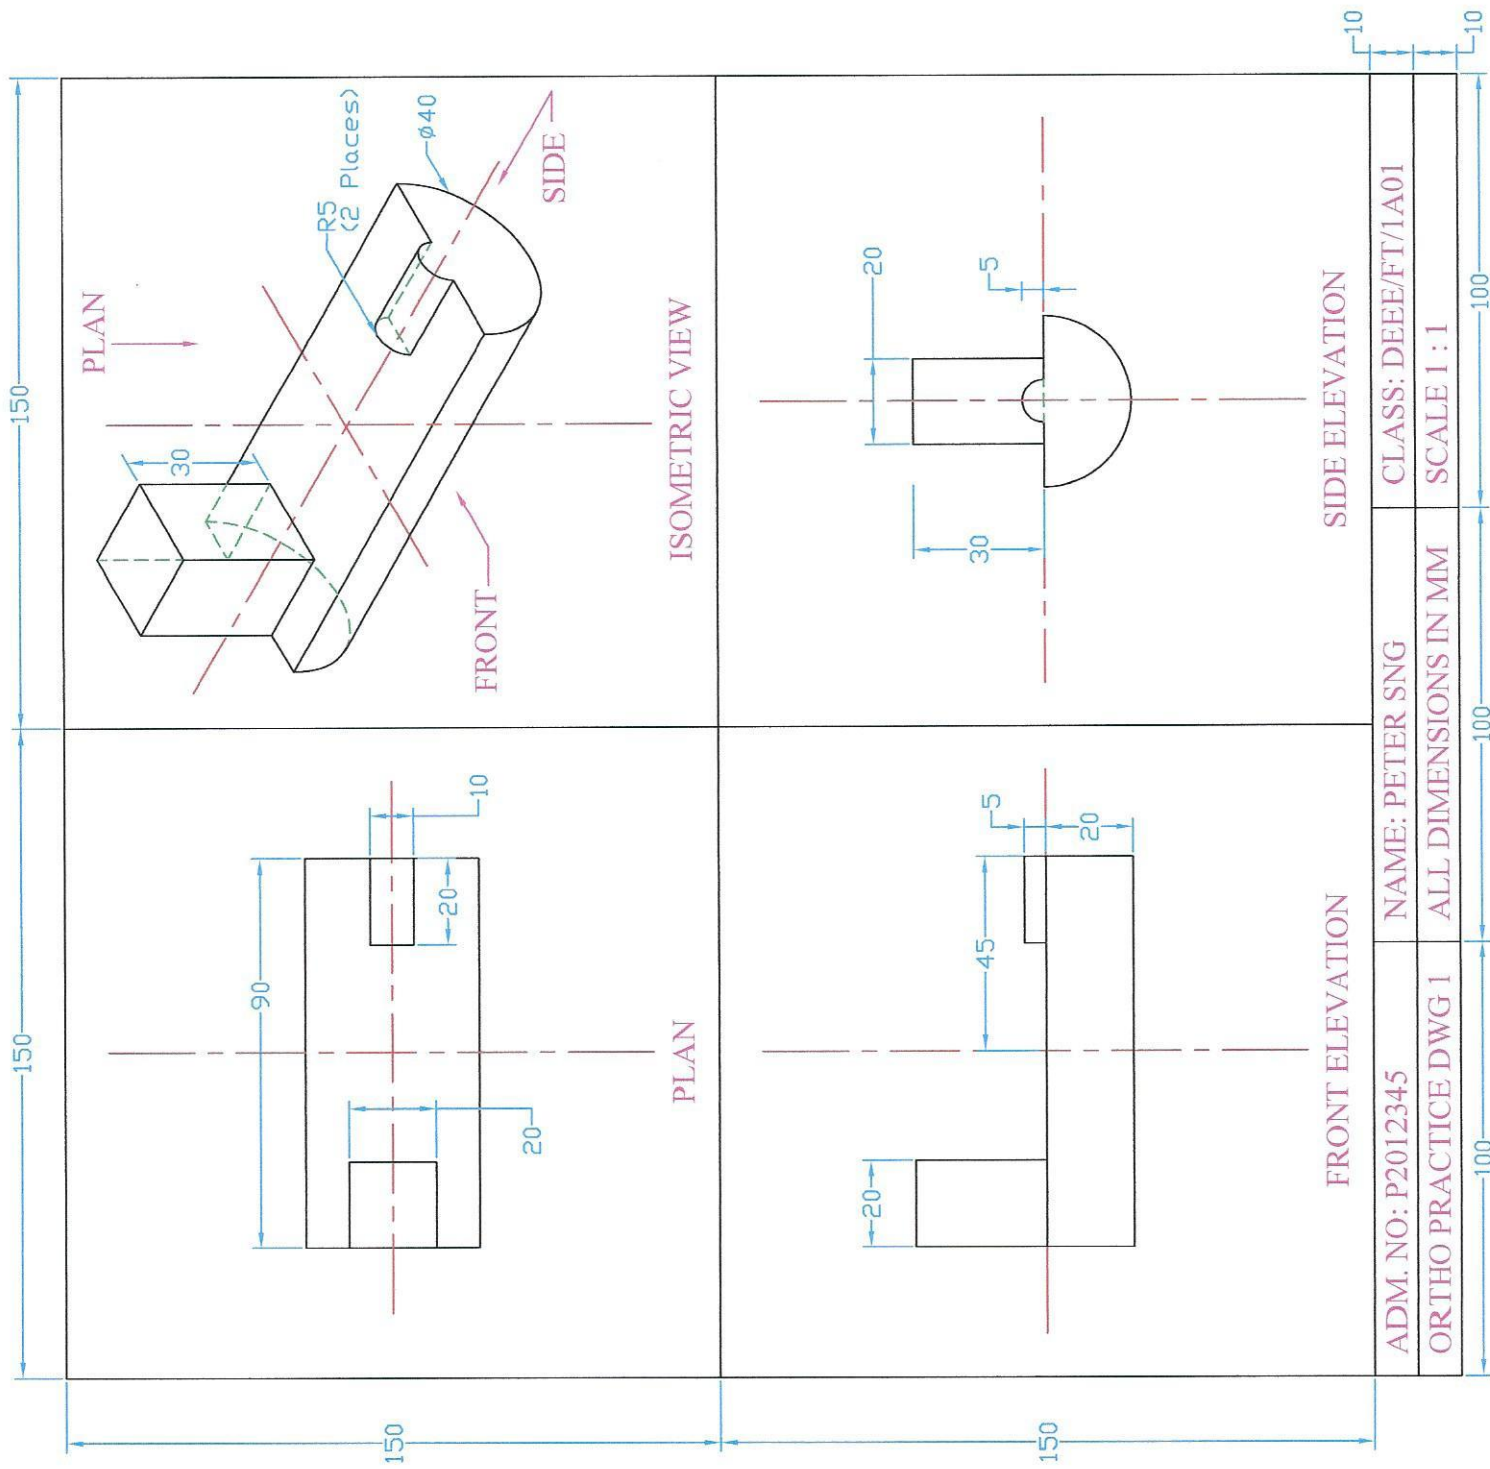 150
150
150
150
PLAN
90
20
10
20
PLAN
30
R5
(2 Places)
ø40
SIDE
FRONT
ISOMETRIC VIEW
20
45
5
20
FRONT ELEVATION
30
20
5
SIDE ELEVATION
ADM. NO: P2012345 NAME: PETER SNG CLASS: DEEE/FT/1A01
ORTHO PRACTICE DWG 1 ALL DIMENSIONS IN MM SCALE 1 : 1
10
10
100 100 100